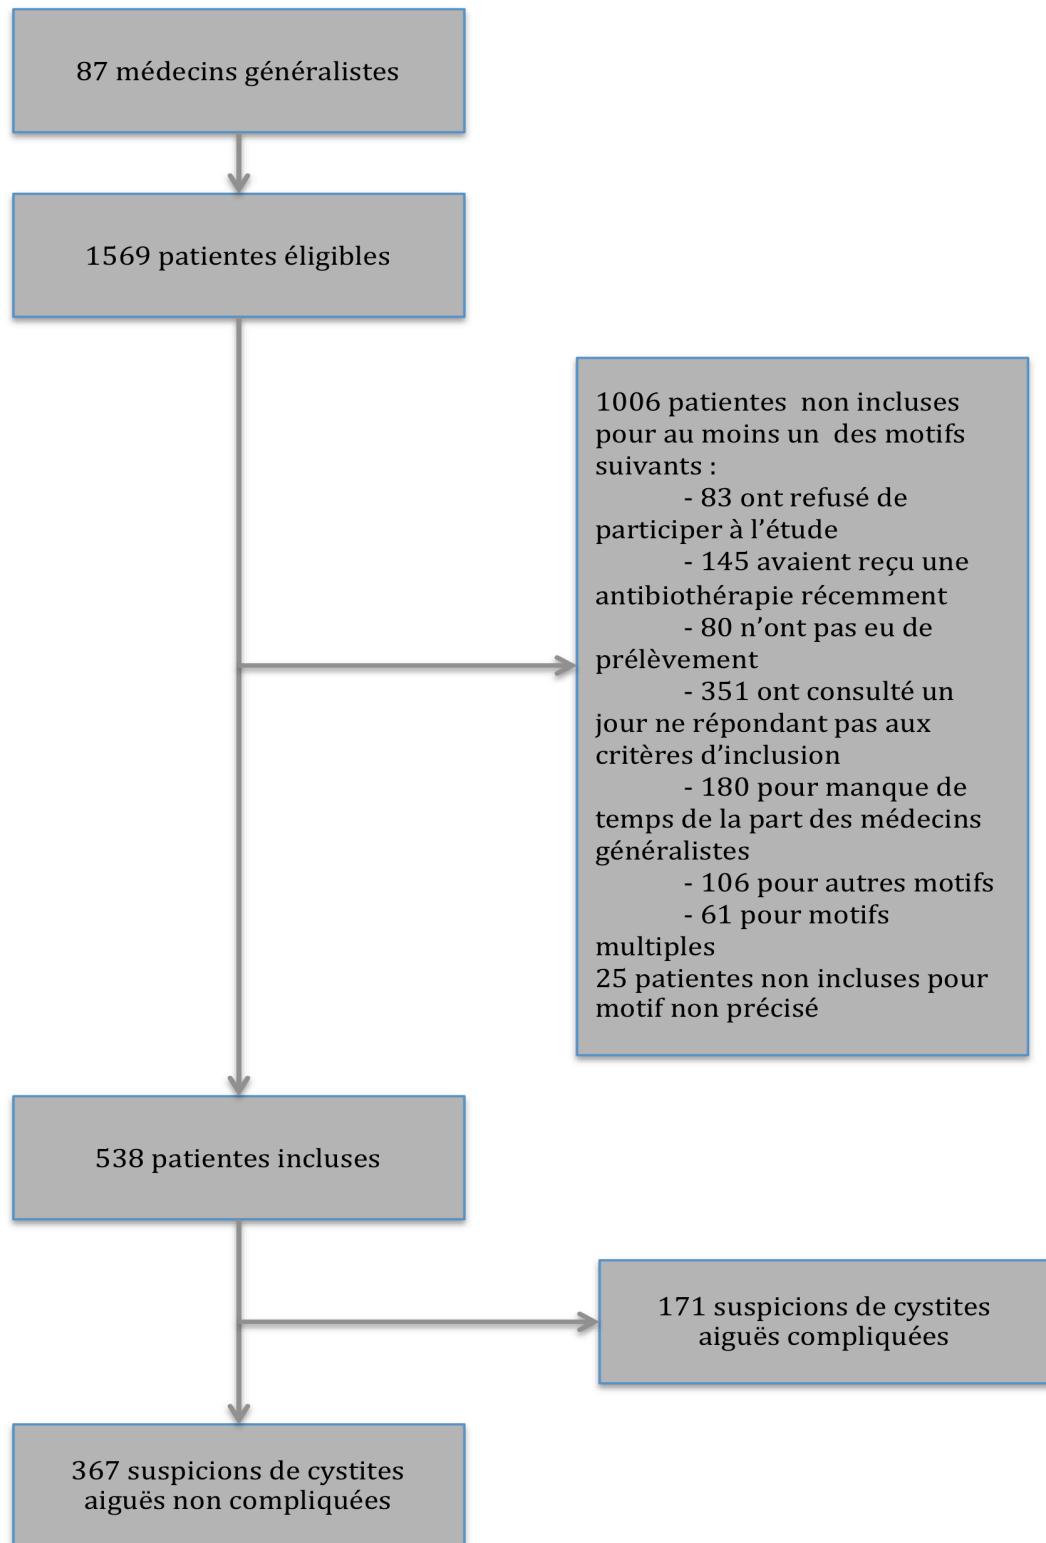 87 médecins généralistes
1569 patientes éligibles
1006 patientes  non incluses
pour au moins un  des motifs
suivants :
- 83 ont refusé de
participer à l’étude
- 145 avaient reçu une
antibiothérapie récemment
- 80 n’ont pas eu de
prélèvement
- 351 ont consulté un
jour ne répondant pas aux
critères d’inclusion
- 180 pour manque de
temps de la part des médecins
généralistes
- 106 pour autres motifs
- 61 pour motifs
multiples
25 patientes non incluses pour
motif non précisé
538 patientes incluses
171 suspicions de cystites
aiguës compliquées
367 suspicions de cystites
aiguës non compliquées